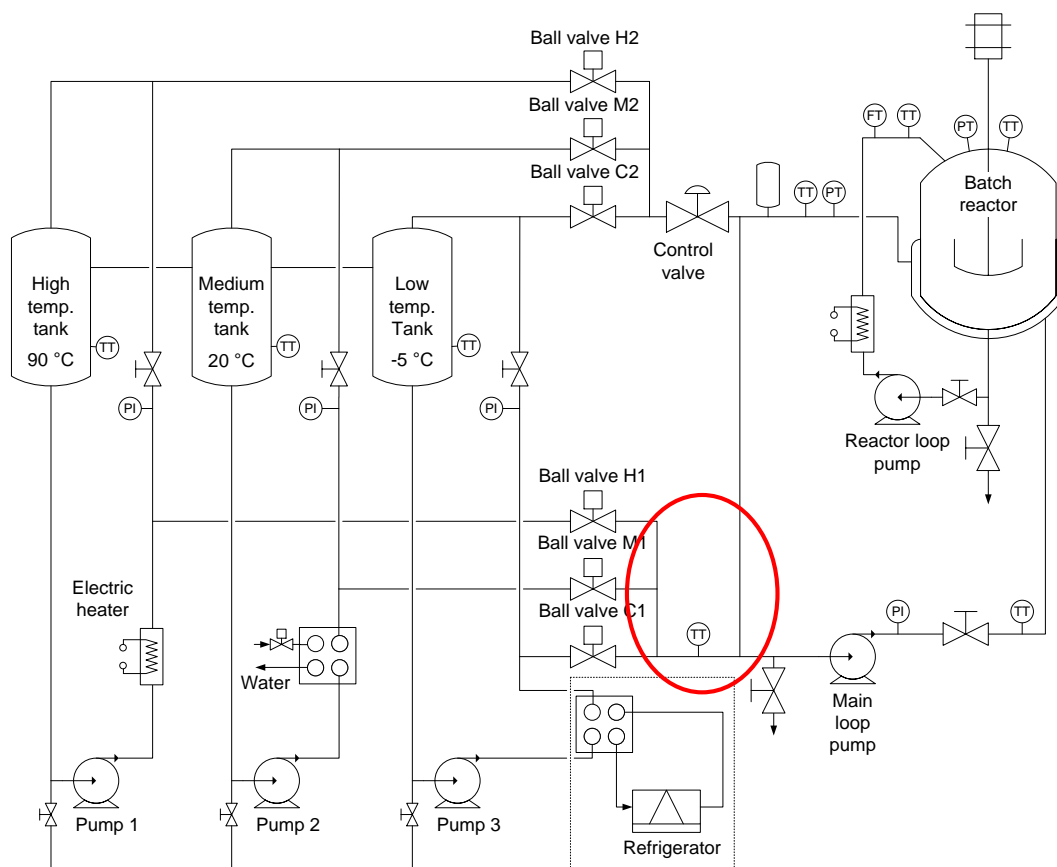 Ball valve H2
Ball valve M2
Ball valve C2
FT
TT
PT
TT
Batch
reactor
TT
PT
Control
valve
High
temp.
tank
90 °C
TT
Medium
temp.
tank
20 °C
TT
Low
temp.
Tank
-5 °C
TT
PI
PI
PI
Reactor loop
pump
Ball valve H1
Ball valve M1
Ball valve C1
Electric
heater
Water
TT
PI
TT
Main
loop
pump
Pump 1
Pump 2
Pump 3
Refrigerator